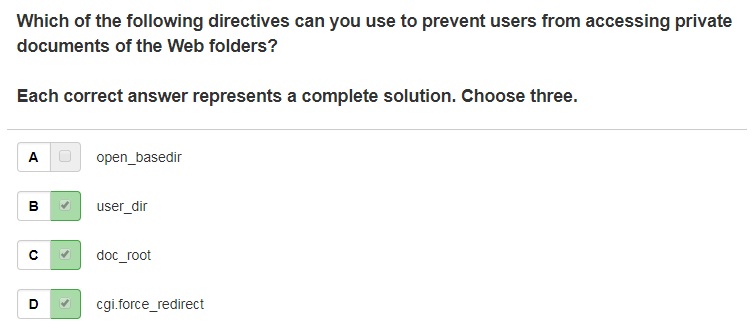 Which of the following directives can you use to prevent users from accessing private
documents of the Web folders?
Each correct answer represents a complete solution. Choose three.
A open_basedir
B user_dir
C doc_root
D cgi.force_redirect